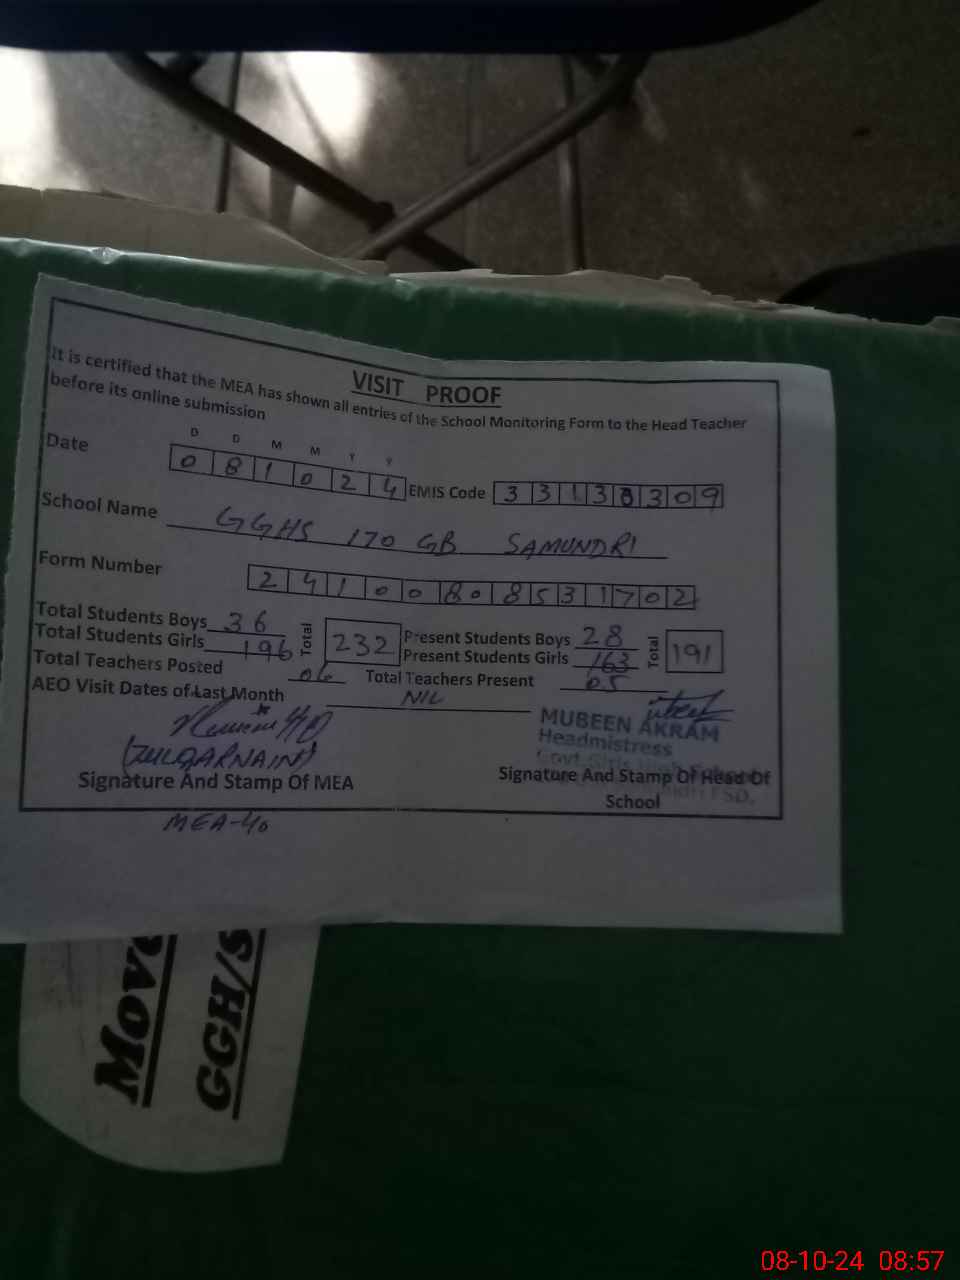 VISIT PROOF
It is certified that the MEA has shown all entries of the School Monitoring Form to the Head Teacher
before its online submission
D D M M Y Y
Date 0 8 1 0 2 4 EMIS Code 3 3 1 3 0 3 0 9
School Name GGHS 170 GB SAMUNDRI
Form Number 2 4 1 0 0 8 0 8 5 3 1 7 0 2
Total Students Boys 36 Total 232 Present Students Boys 28 Total 191
Total Students Girls 196 Present Students Girls 163
Total Teachers Posted 06 Total Teachers Present 05
AEO Visit Dates of Last Month NIL
MUBEEN AKRAM
Headmistress
Govt. Girls High School
FSD.
(ZULQARNAIN)
Signature And Stamp Of MEA
Signature And Stamp Of Head Of
School
MEA-40
Move
GGH/S
08-10-24 08:57